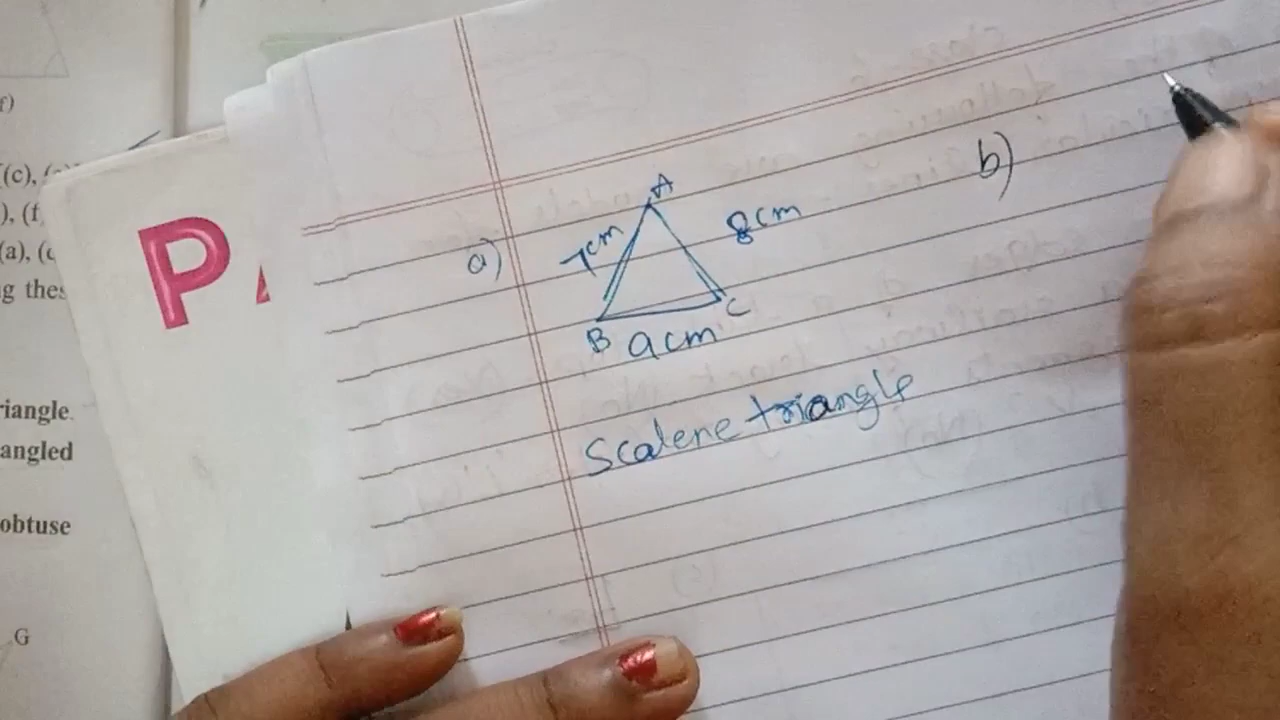 f)
(c), (
), (f
(a), (c
g thes
riangle
angled
obtuse
G
P
a)
A
7cm
8cm
B
C
9cm
Scalene triangle
b)